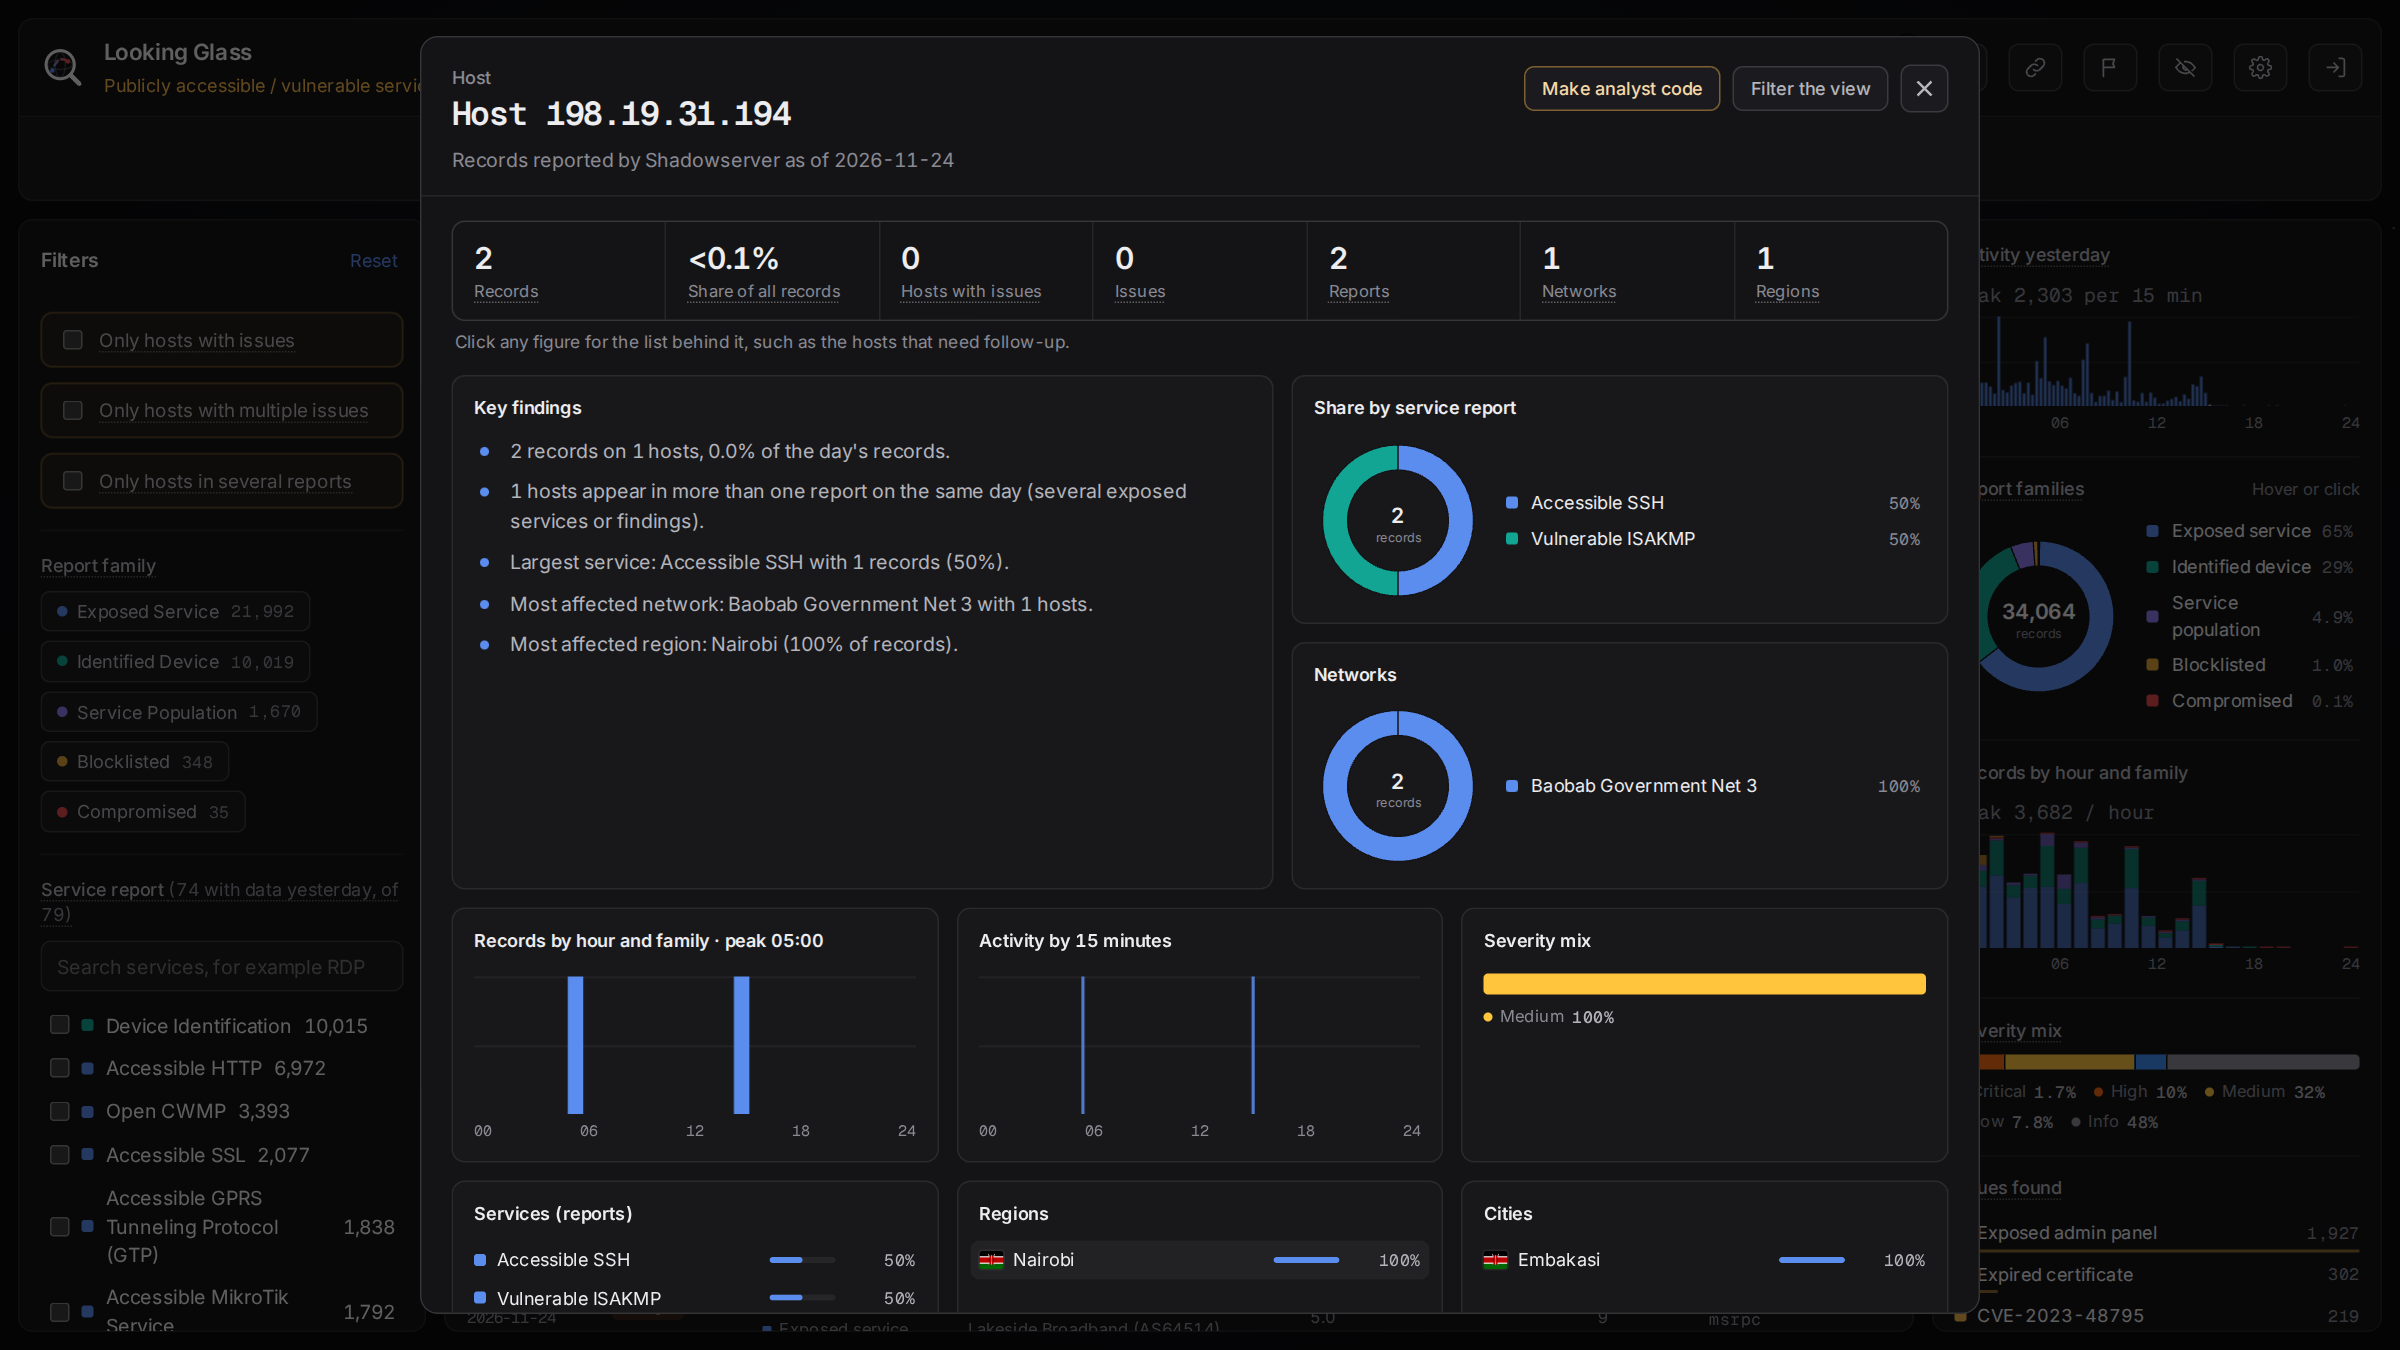 Looking Glass
Publicly accessible / vulnerable
Host
Host 198.19.31.194
Records reported by Shadowserver as of 2026-11-24
Make analyst code
Filter the view
Filters
Reset
Only hosts with issues
Only hosts with multiple issues
Only hosts in several reports
Report family
Exposed Service 21,992
Identified Device 10,019
Service Population 1,670
Blocklisted 348
Compromised 35
Service report (74 with data yesterday, of
79)
Search services, for example RDP
Device Identification 10,015
Accessible HTTP 6,972
Open CWMP 3,393
Accessible SSL 2,077
Accessible GPRS
Tunneling Protocol 1,838
(GTP)
Accessible MikroTik 1,792
Service
2 Records
<0.1% Share of all records
0 Hosts with issues
0 Issues
2 Reports
1 Networks
1 Regions
Click any figure for the list behind it, such as the hosts that need follow-up.
Key findings
2 records on 1 hosts, 0.0% of the day's records.
1 hosts appear in more than one report on the same day (several exposed
services or findings).
Largest service: Accessible SSH with 1 records (50%).
Most affected network: Baobab Government Net 3 with 1 hosts.
Most affected region: Nairobi (100% of records).
Share by service report
2 records
Accessible SSH 50%
Vulnerable ISAKMP 50%
Networks
2 records
Baobab Government Net 3 100%
Records by hour and family · peak 05:00
00 06 12 18 24
Activity by 15 minutes
00 06 12 18 24
Severity mix
Medium 100%
Services (reports)
Accessible SSH 50%
Vulnerable ISAKMP 50%
Regions
Nairobi 100%
Cities
Embakasi 100%
2026-11-24
Exposed service
Lakeside Broadband (AS64514)
5.0
9
msrpc
yesterday
2,303 per 15 min
06 12 18 24
families
Hover or click
34,064
records
Exposed service 65%
Identified device 29%
Service
population 4.9%
Blocklisted 1.0%
Compromised 0.1%
by hour and family
3,682 / hour
06 12 18 24
mix
1.7% High 10% Medium 32%
7.8% Info 48%
found
Exposed admin panel 1,927
Expired certificate 302
CVE-2023-48795 219